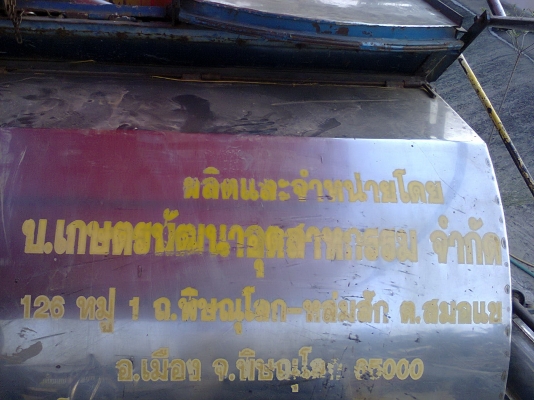 ผลิตและจำหน่ายโดย
บ.เกษตรพัฒนาอุตสาหกรรม จำกัด
126 หมู่ 1 ถ.พิษณุโลก-หล่มสัก ต.สมอแข
อ.เมือง จ.พิษณุโลก 65000